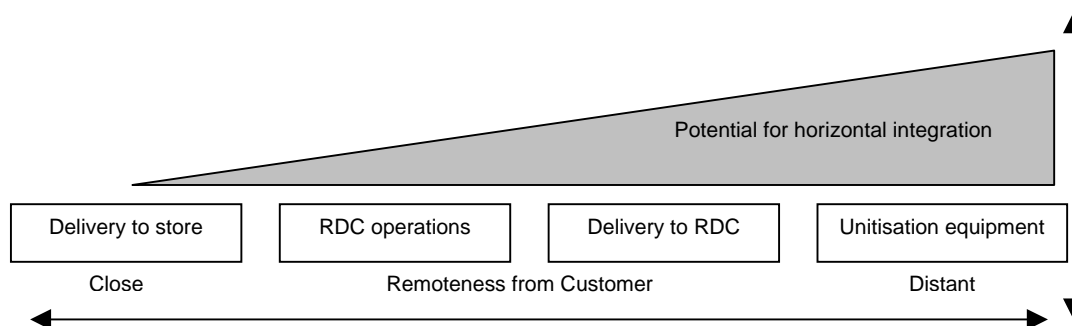 Potential for horizontal integration
Delivery to store RDC operations Delivery to RDC Unitisation equipment
Close Remoteness from Customer Distant